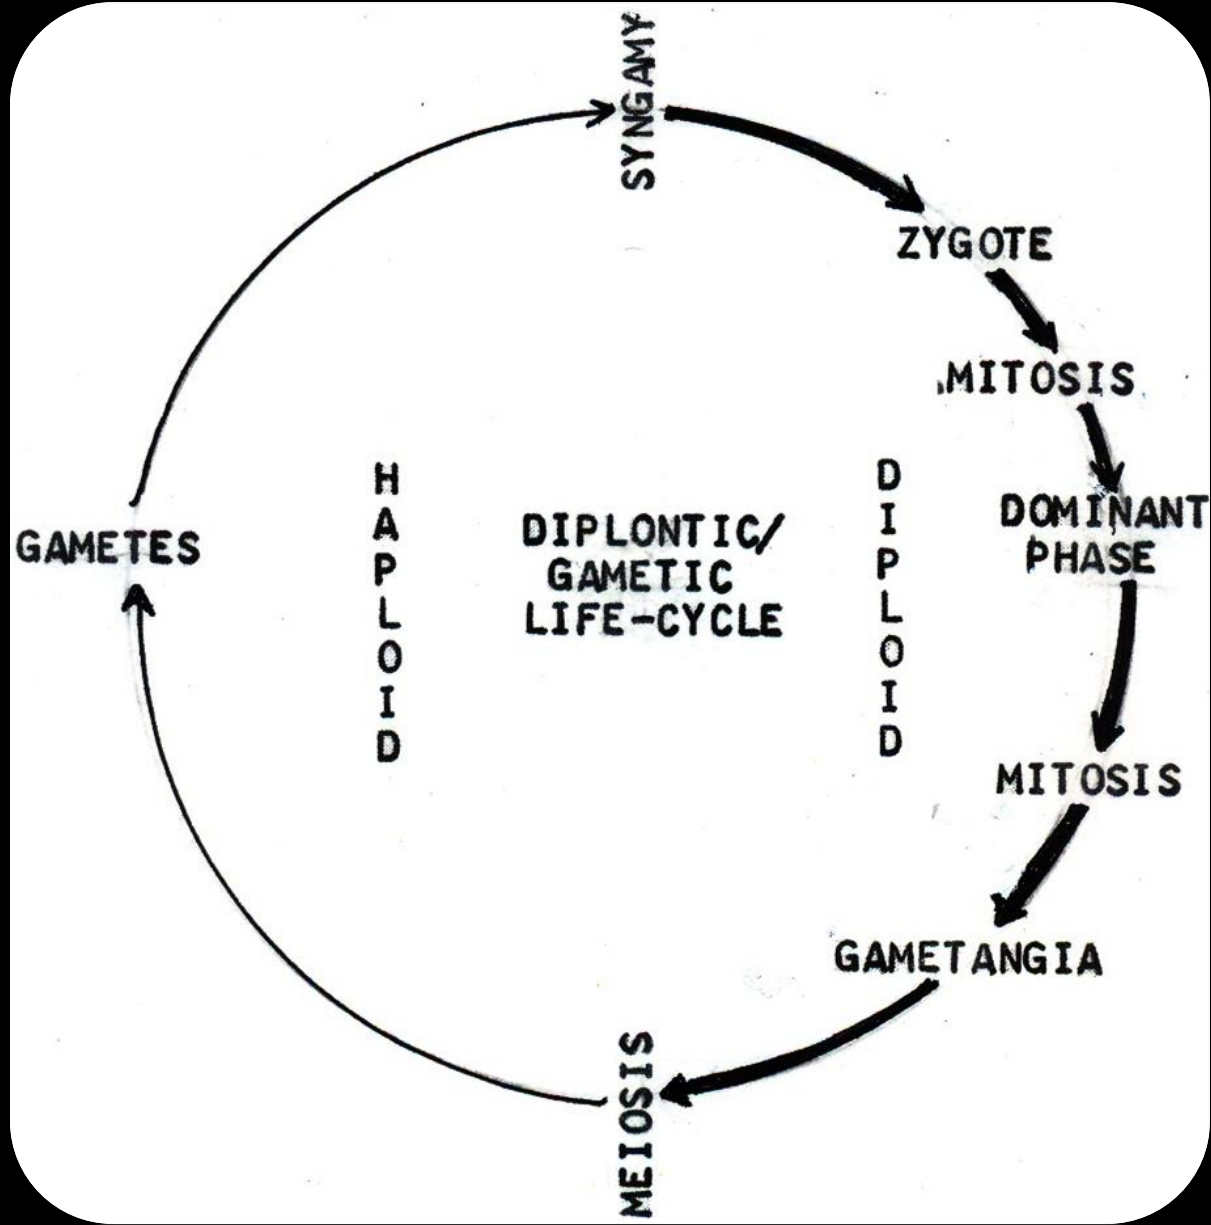 SYNGAMY
ZYGOTE
MITOSIS
DOMINANT
PHASE
MITOSIS
GAMETANGIA
MEIOSIS
GAMETES
HAPLOID
DIPLONTIC/
GAMETIC
LIFE-CYCLE
DIPLOID